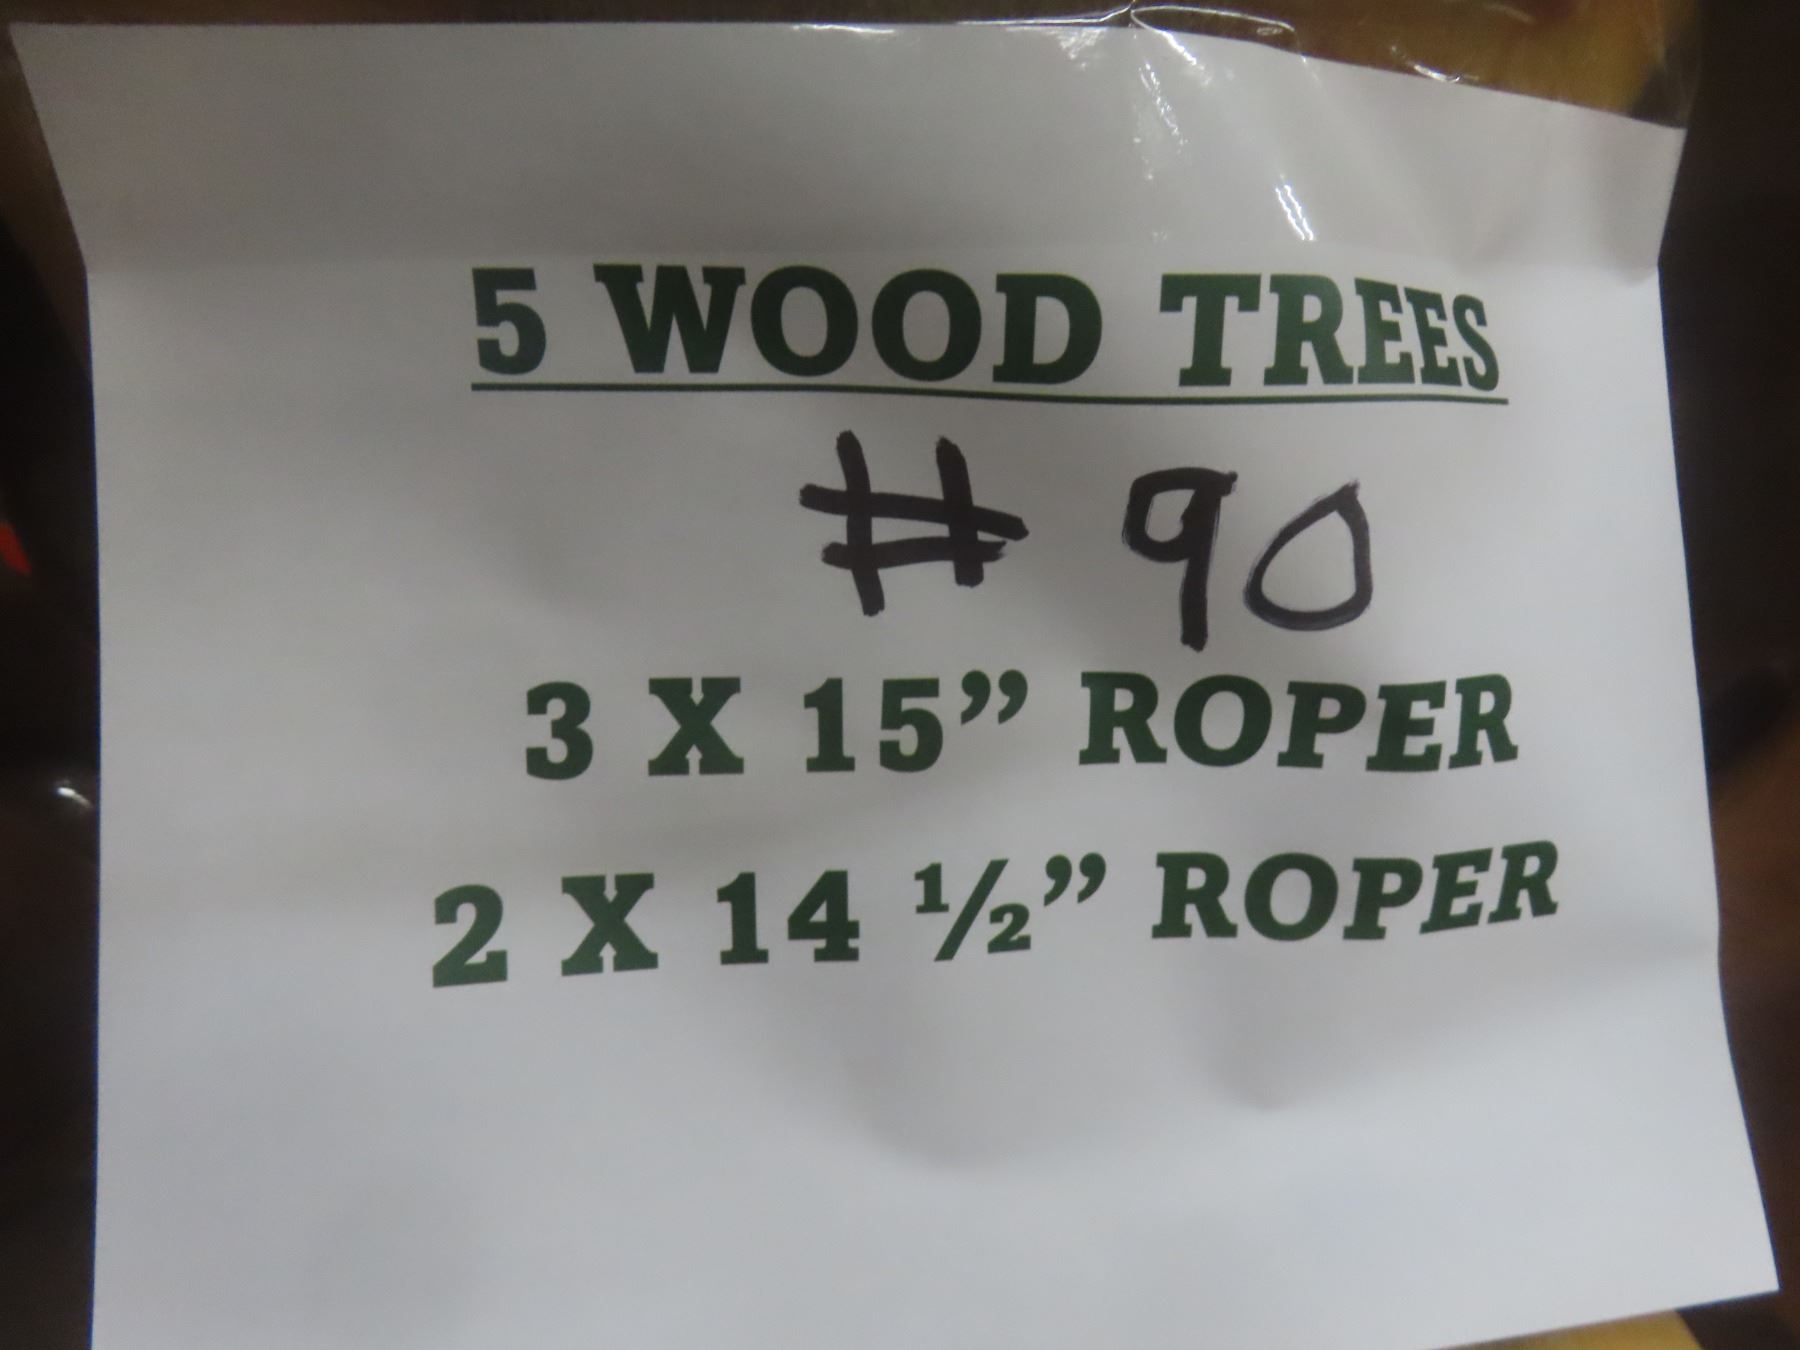 5 WOOD TREES
# 90
3 X 15” ROPER
2 X 14 ½” ROPER